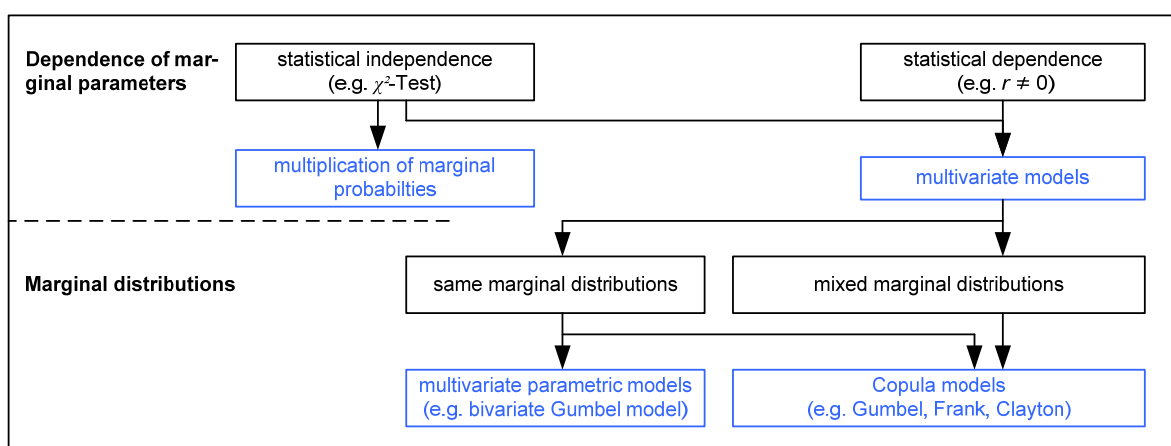 Dependence of mar-
ginal parameters
statistical independence
(e.g. χ²-Test)
statistical dependence
(e.g. r ≠ 0)
multiplication of marginal
probabilties
multivariate models
Marginal distributions
same marginal distributions
mixed marginal distributions
multivariate parametric models
(e.g. bivariate Gumbel model)
Copula models
(e.g. Gumbel, Frank, Clayton)